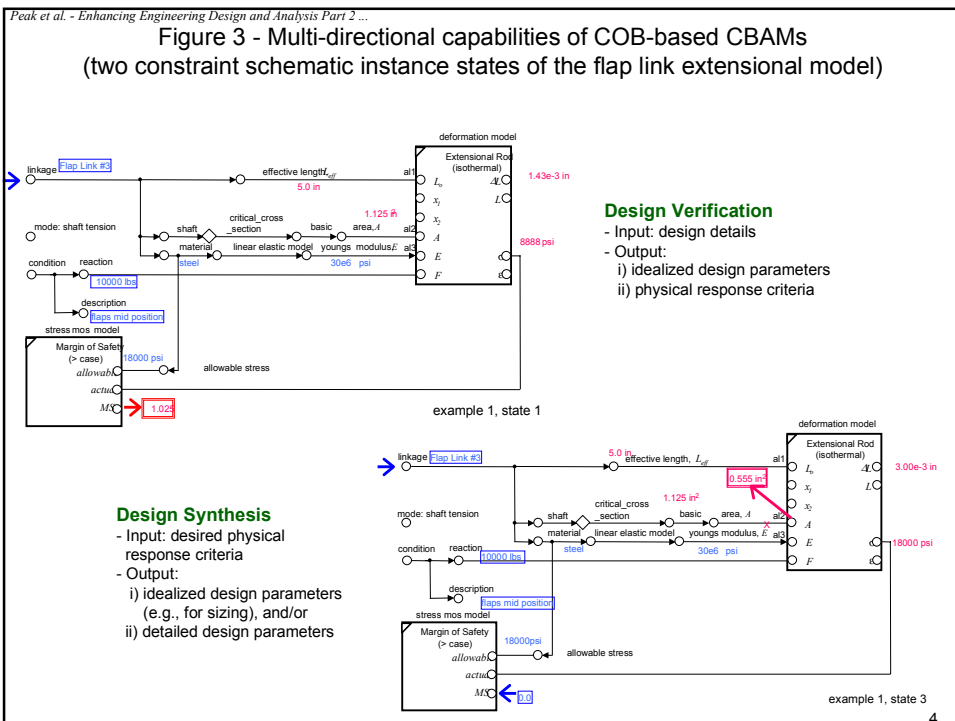 Peak et al. - Enhancing Engineering Design and Analysis Part 2 ...
Figure 3 - Multi-directional capabilities of COB-based CBAMs
(two constraint schematic instance states of the flap link extensional model)
deformation model
linkage Flap Link #3
effective length, Leff
5.0 in
al1
Extensional Rod
(isothermal)
Lo
ΔL
1.43e-3 in
x1
L
mode: shaft tension
shaft
critical_cross
_section
basic
area, A
1.125 in2
al2
x2
A
material
steel
linear elastic model
youngs modulus, E
30e6 psi
al3
E
σ
8888 psi
condition
reaction
10000 lbs
F
ε
description
flaps mid position
stress mos model
Margin of Safety
(> case)
allowable
18000 psi
allowable stress
actual
MS
1.025
example 1, state 1
Design Verification
- Input: design details
- Output:
i) idealized design parameters
ii) physical response criteria
Design Synthesis
- Input: desired physical
response criteria
- Output:
i) idealized design parameters
(e.g., for sizing), and/or
ii) detailed design parameters
deformation model
linkage Flap Link #3
5.0 in
effective length, Leff
al1
Extensional Rod
(isothermal)
Lo
ΔL
3.00e-3 in
0.555 in2
x1
L
mode: shaft tension
shaft
critical_cross
_section
1.125 in2
basic
area, A
al2
X
x2
A
material
steel
linear elastic model
youngs modulus, E
30e6 psi
al3
E
σ
18000 psi
condition
reaction
10000 lbs
F
ε
description
flaps mid position
stress mos model
Margin of Safety
(> case)
allowable
18000psi
allowable stress
actual
MS
0.0
example 1, state 3
4